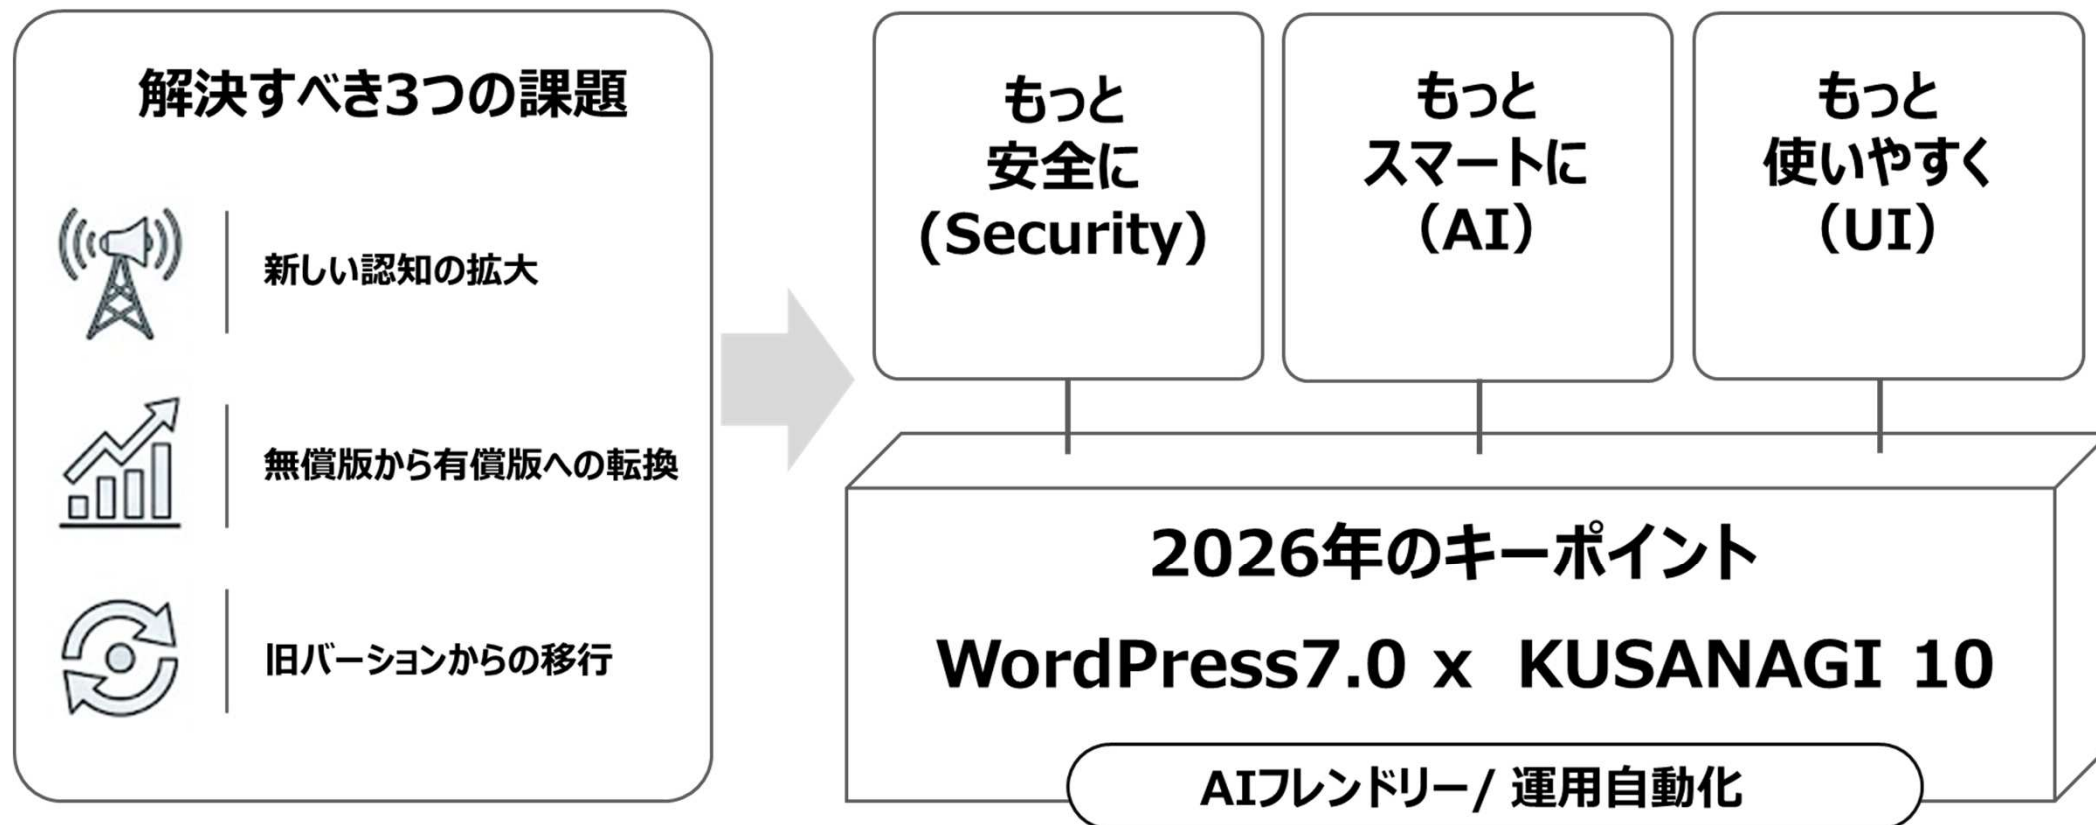 解決すべき3つの課題
新しい認知の拡大
無償版から有償版への転換
旧バーションからの移行
もっと
安全に
(Security)
もっと
スマートに
（AI）
もっと
使いやすく
（UI）
2026年のキーポイント
WordPress7.0 x KUSANAGI 10
AIフレンドリー/ 運用自動化